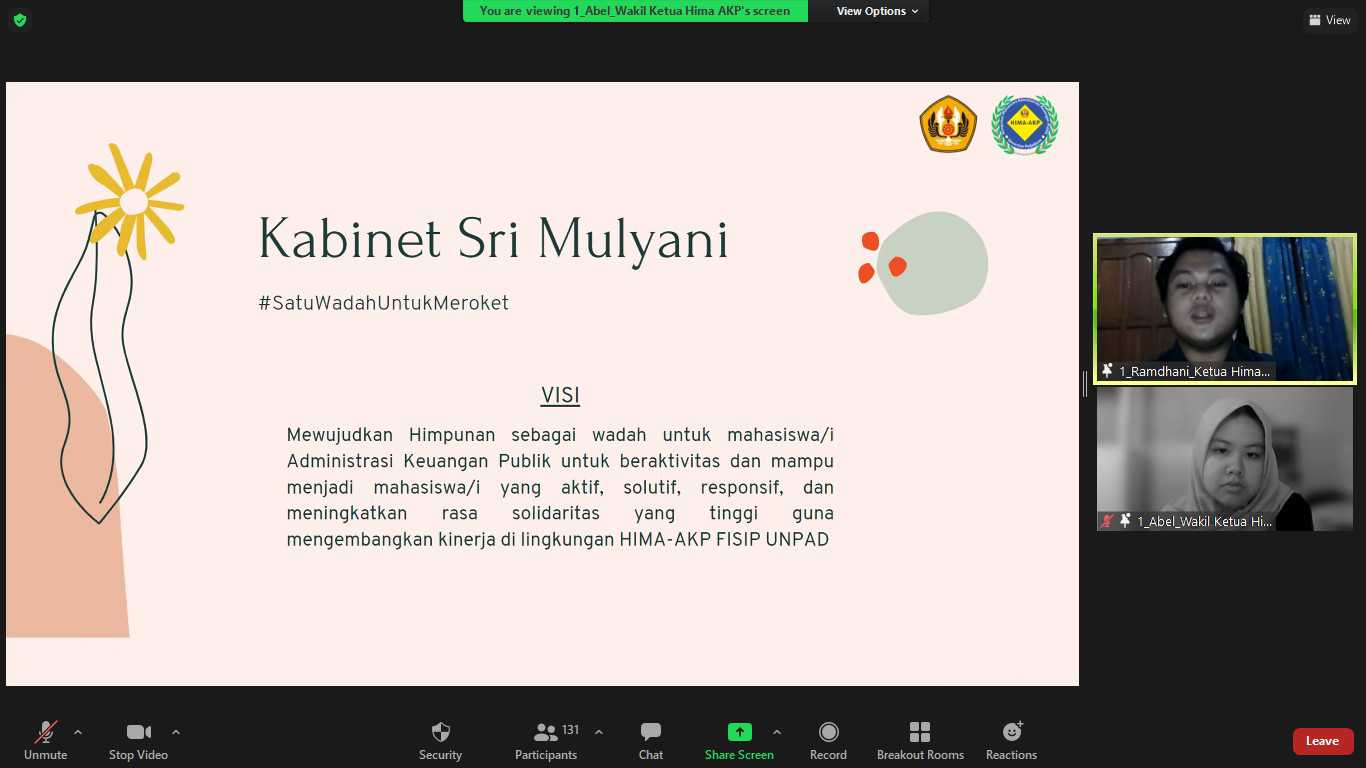 You are viewing 1_Abel_Wakil Ketua Hima AKP's screen
View Options
View
HIMA-AKP
Kabinet Sri Mulyani
#SatuWadahUntukMeroket
VISI
Mewujudkan Himpunan sebagai wadah untuk mahasiswa/i
Administrasi Keuangan Publik untuk beraktivitas dan mampu
menjadi mahasiswa/i yang aktif, solutif, responsif, dan
meningkatkan rasa solidaritas yang tinggi guna
mengembangkan kinerja di lingkungan HIMA-AKP FISIP UNPAD
1_Ramdhani_Ketua Hima...
1_Abel_Wakil Ketua Hi...
Unmute
Stop Video
Security
Participants
131
Chat
Share Screen
Record
Breakout Rooms
Reactions
Leave